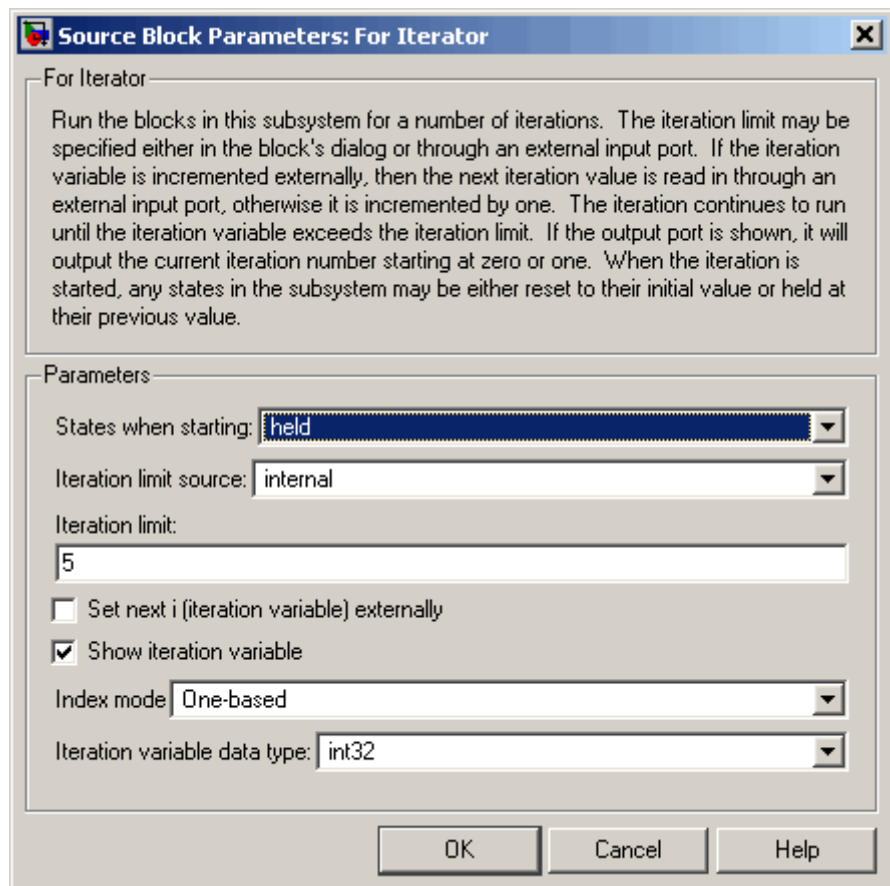 Source Block Parameters: For Iterator
For Iterator
Run the blocks in this subsystem for a number of iterations. The iteration limit may be
specified either in the block's dialog or through an external input port. If the iteration
variable is incremented externally, then the next iteration value is read in through an
external input port, otherwise it is incremented by one. The iteration continues to run
until the iteration variable exceeds the iteration limit. If the output port is shown, it will
output the current iteration number starting at zero or one. When the iteration is
started, any states in the subsystem may be either reset to their initial value or held at
their previous value.
Parameters
States when starting: held
Iteration limit source: internal
Iteration limit:
5
Set next i (iteration variable) externally
Show iteration variable
Index mode One-based
Iteration variable data type: int32
OK Cancel Help